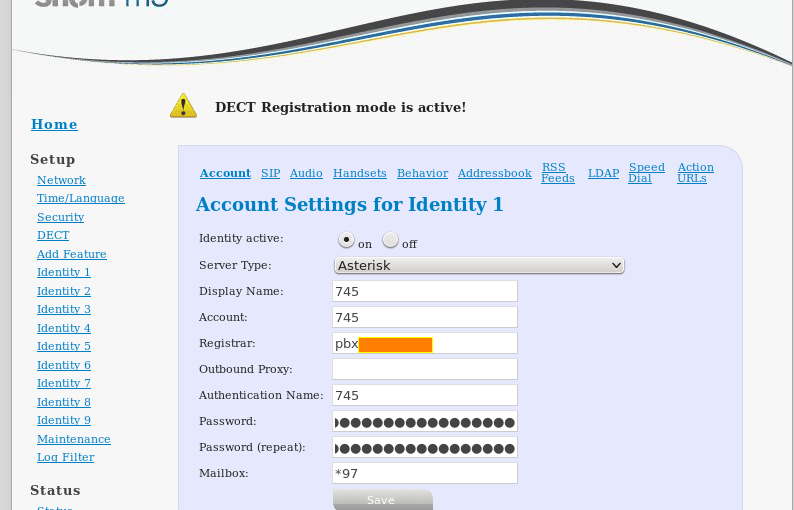 snom m3
DECT Registration mode is active!
Home
Setup
Network
Time/Language
Security
DECT
Add Feature
Identity 1
Identity 2
Identity 3
Identity 4
Identity 5
Identity 6
Identity 7
Identity 8
Identity 9
Maintenance
Log Filter
Status
Status
Account SIP Audio Handsets Behavior Addressbook RSS Feeds LDAP Speed Dial Action URLs
Account Settings for Identity 1
Identity active: on off
Server Type: Asterisk
Display Name: 745
Account: 745
Registrar: pbx
Outbound Proxy:
Authentication Name: 745
Password:
Password (repeat):
Mailbox: *97
Save